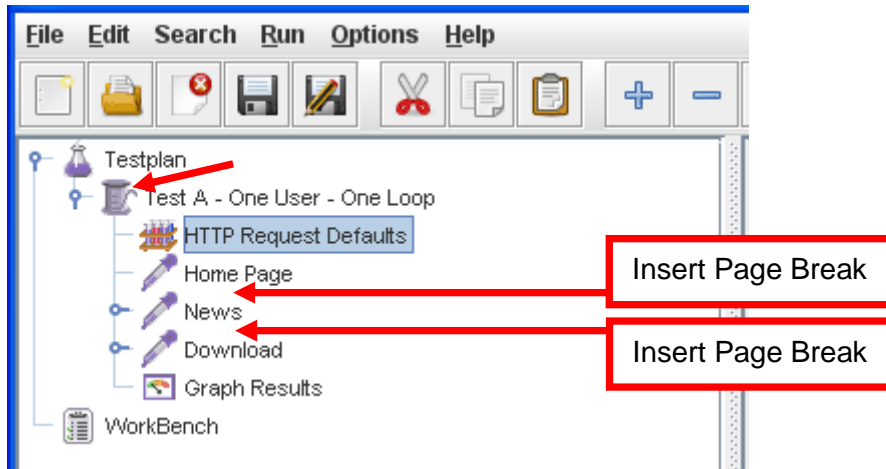 File Edit Search Run Options Help
Testplan
Test A - One User - One Loop
HTTP Request Defaults
Home Page
News
Download
Graph Results
WorkBench
Insert Page Break
Insert Page Break